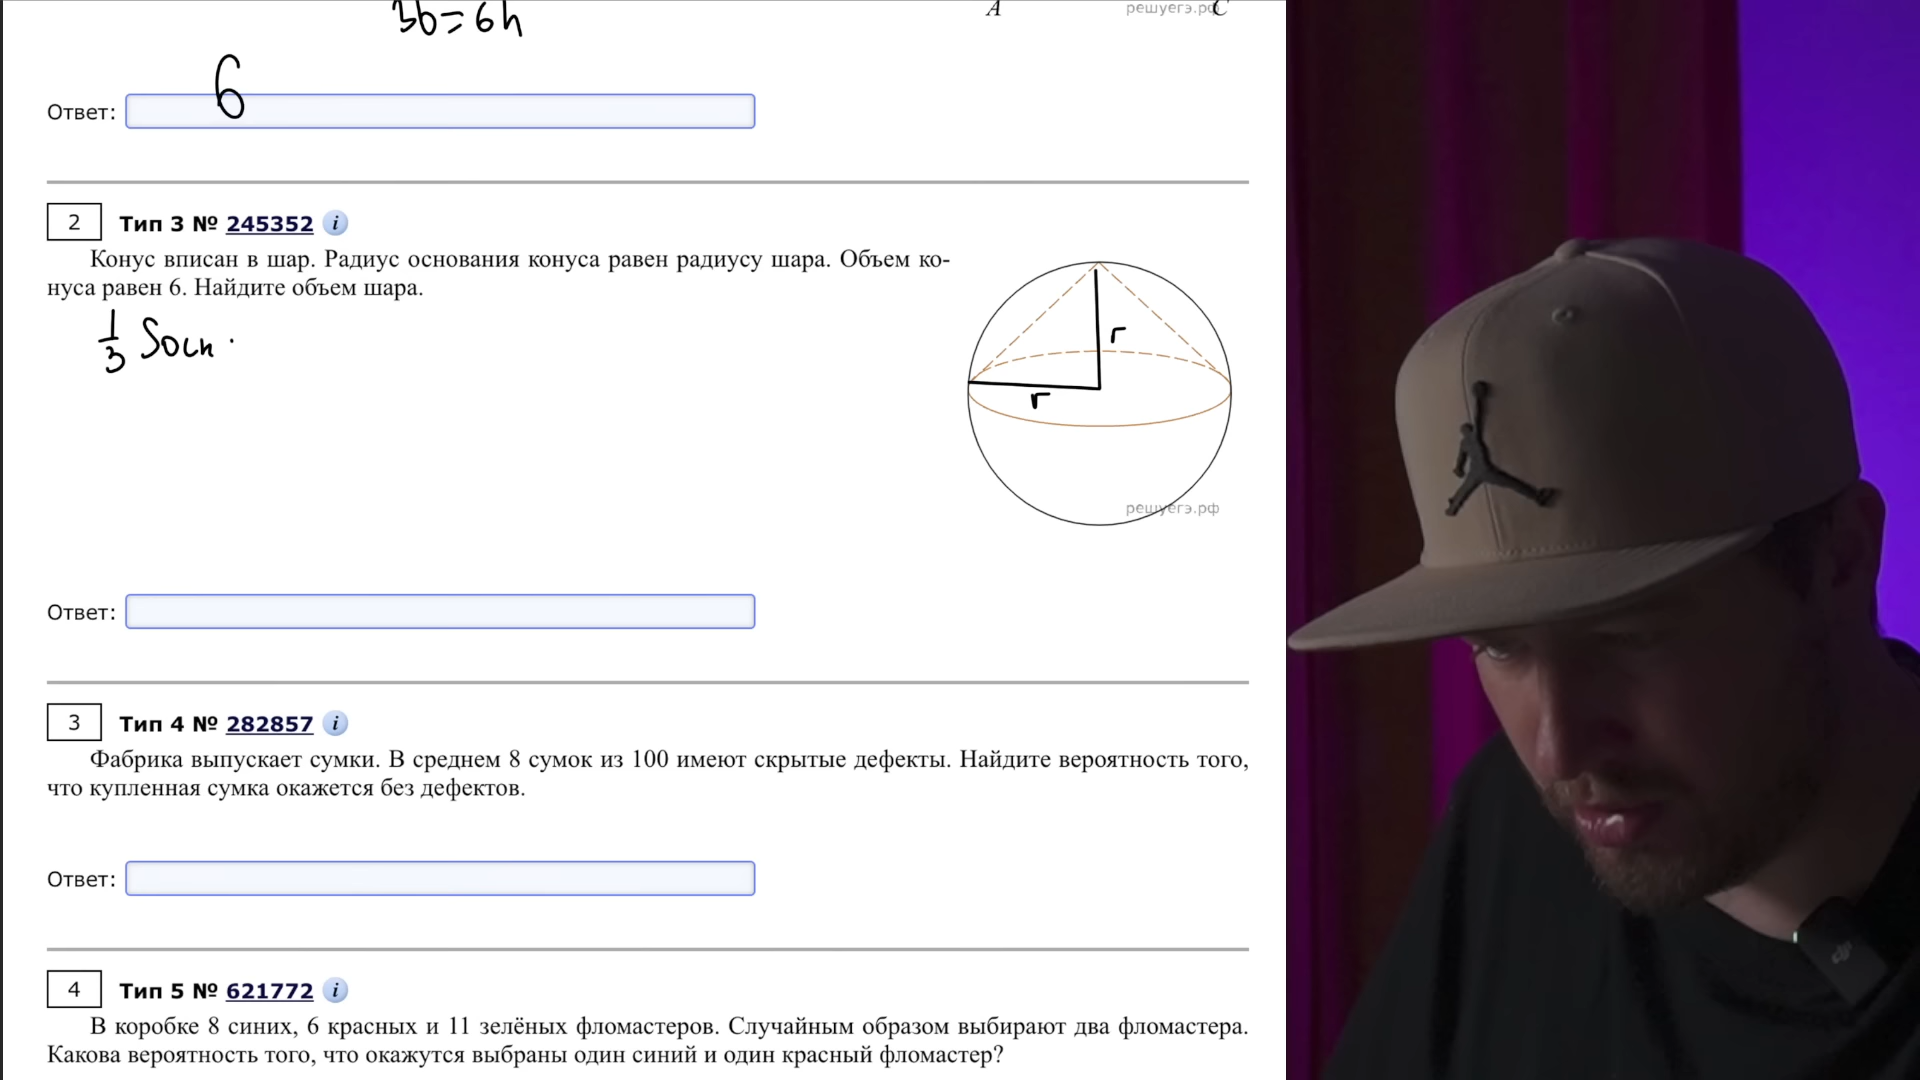 3b=6h
A
решуегэ.рф
C
6
Ответ:
2
Тип 3 № 245352 i
Конус вписан в шар. Радиус основания конуса равен радиусу шара. Объем ко-
нуса равен 6. Найдите объем шара.
1/3 Sосн ·
r
r
решуегэ.рф
Ответ:
3
Тип 4 № 282857 i
Фабрика выпускает сумки. В среднем 8 сумок из 100 имеют скрытые дефекты. Найдите вероятность того,
что купленная сумка окажется без дефектов.
Ответ:
4
Тип 5 № 621772 i
В коробке 8 синих, 6 красных и 11 зелёных фломастеров. Случайным образом выбирают два фломастера.
Какова вероятность того, что окажутся выбраны один синий и один красный фломастер?